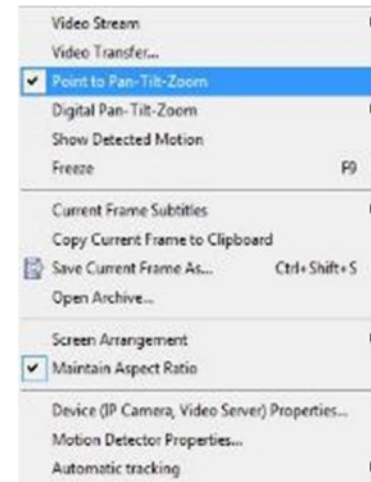 Video Stream
Video Transfer...
Point to Pan-Tilt-Zoom
Digital Pan-Tilt-Zoom
Show Detected Motion
Freeze F9
Current Frame Subtitles
Copy Current Frame to Clipboard
Save Current Frame As... Ctrl+Shift+S
Open Archive...
Screen Arrangement
Maintain Aspect Ratio
Device (IP Camera, Video Server) Properties...
Motion Detector Properties...
Automatic tracking